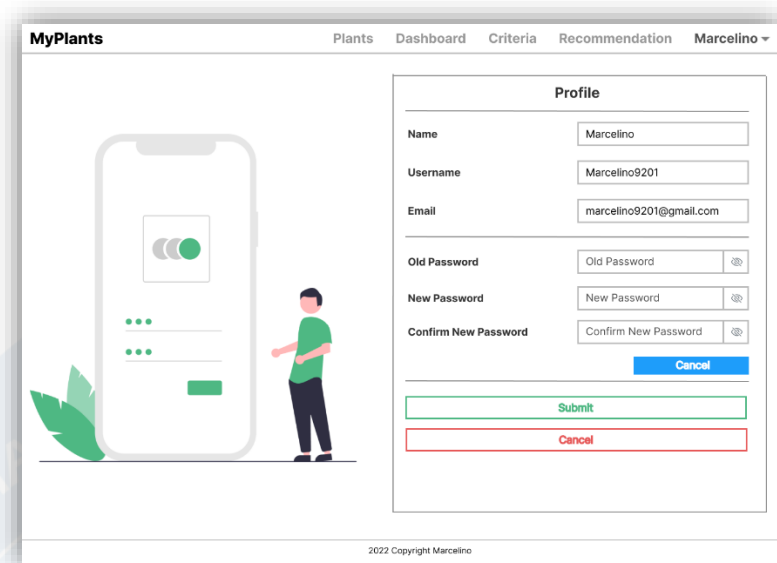 MyPlants Plants Dashboard Criteria Recommendation Marcelino
Profile
Name Marcelino
Username Marcelino9201
Email marcelino9201@gmail.com
Old Password Old Password
New Password New Password
Confirm New Password Confirm New Password
Cancel
Submit
Cancel
2022 Copyright Marcelino